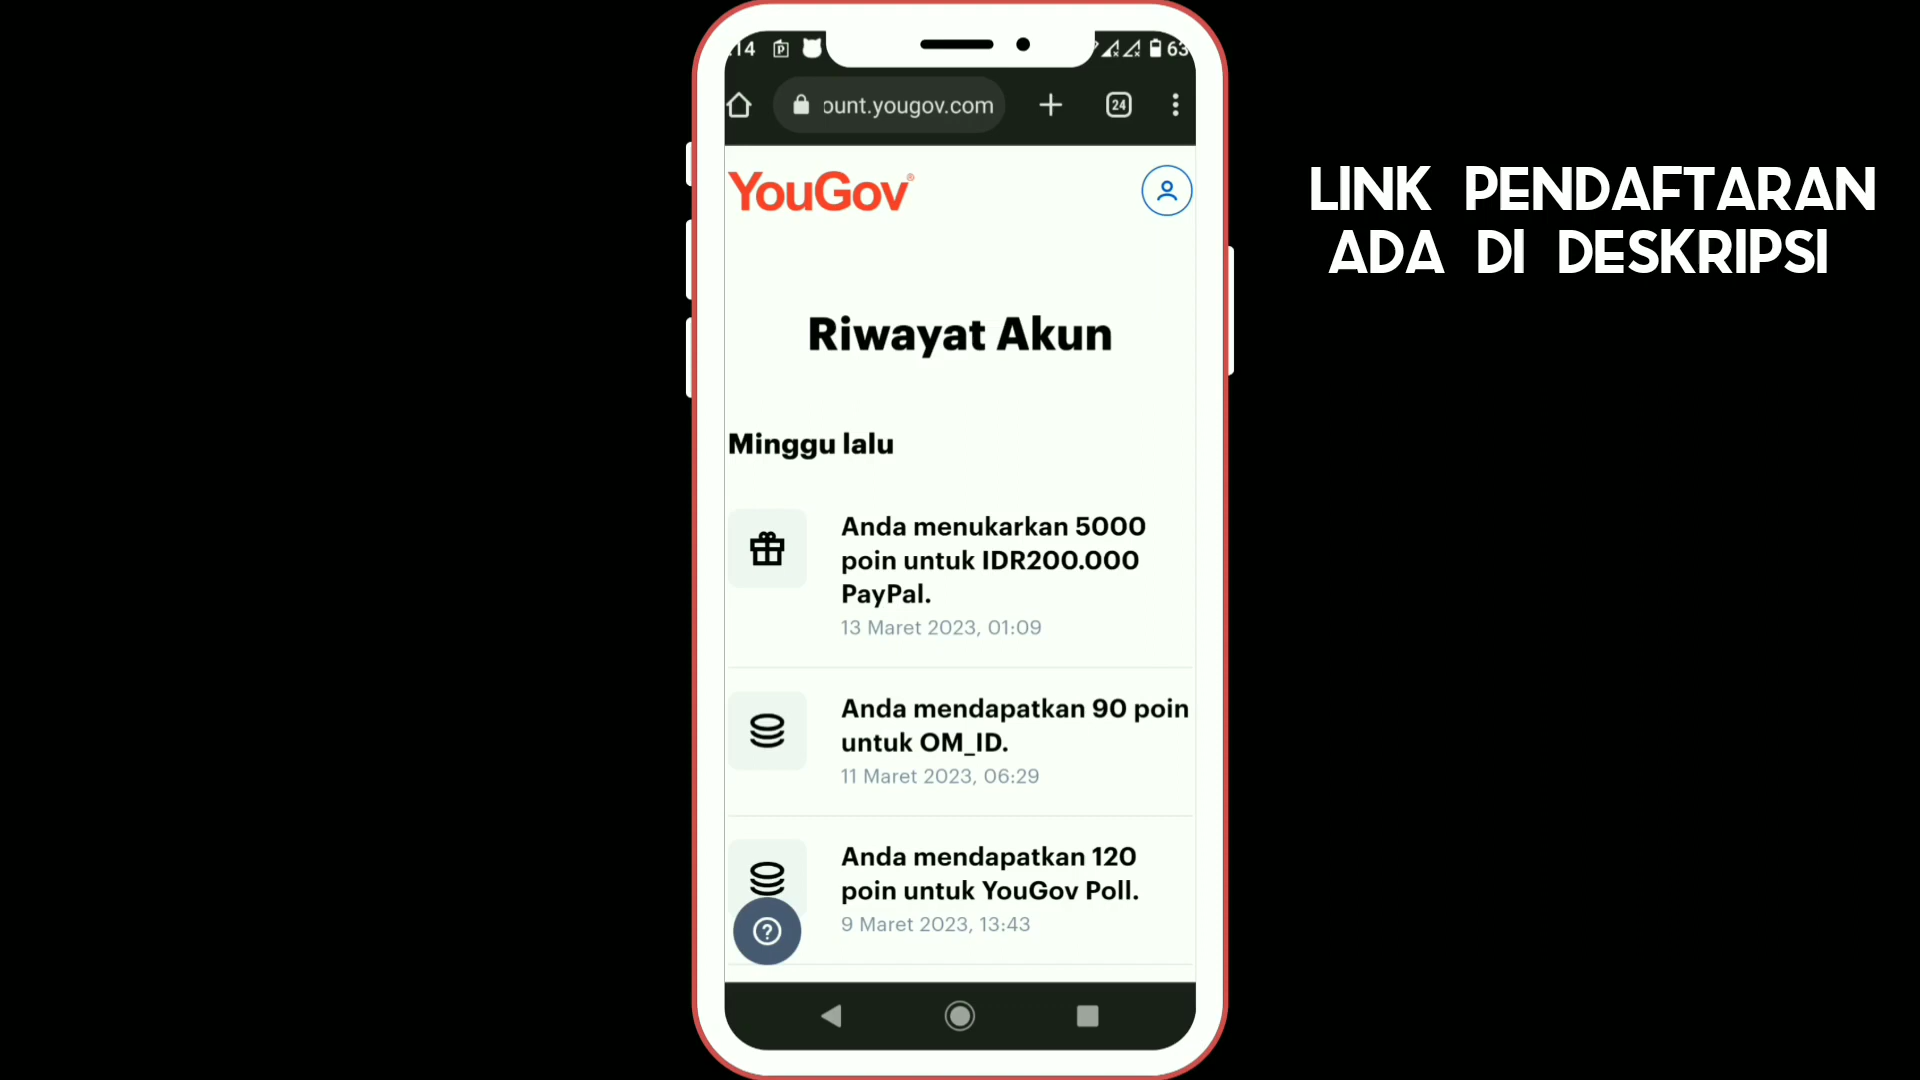 14
63
ount.yougov.com
24
YouGov®
LINK PENDAFTARAN
ADA DI DESKRIPSI
Riwayat Akun
Minggu lalu
Anda menukarkan 5000
poin untuk IDR200.000
PayPal.
13 Maret 2023, 01:09
Anda mendapatkan 90 poin
untuk OM_ID.
11 Maret 2023, 06:29
Anda mendapatkan 120
poin untuk YouGov Poll.
9 Maret 2023, 13:43